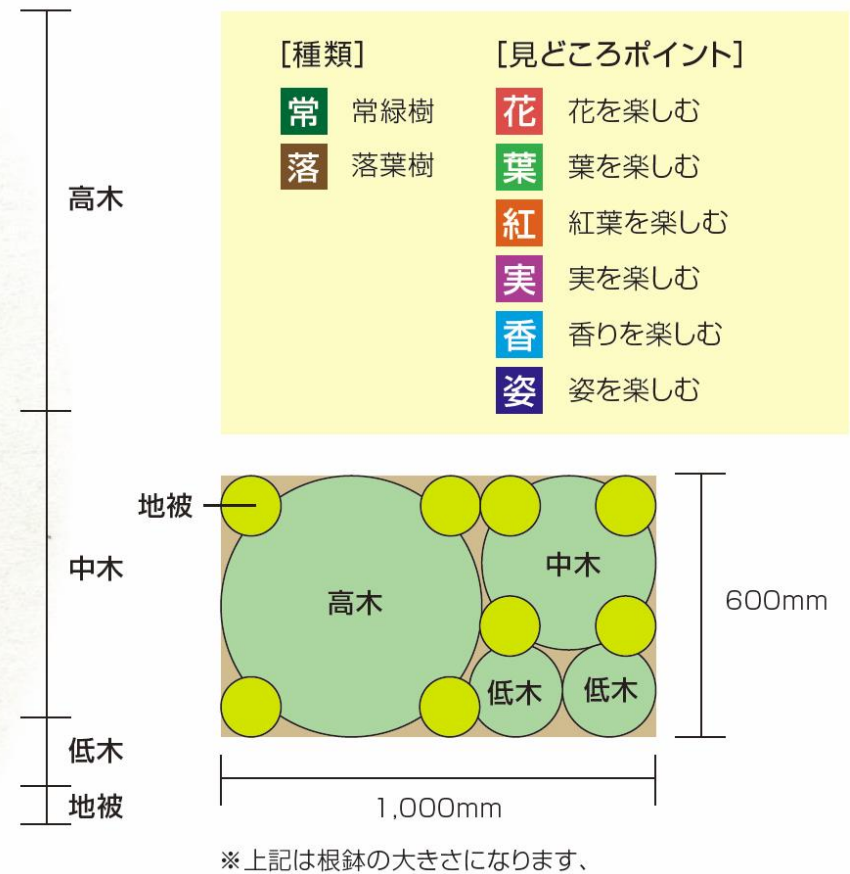 [種類]
常 常緑樹
落 落葉樹
[見どころポイント]
花 花を楽しむ
葉 葉を楽しむ
紅 紅葉を楽しむ
実 実を楽しむ
香 香りを楽しむ
姿 姿を楽しむ
高木
中木
低木
地被
地被
高木
中木
低木
低木
600mm
1,000mm
※上記は根鉢の大きさになります、